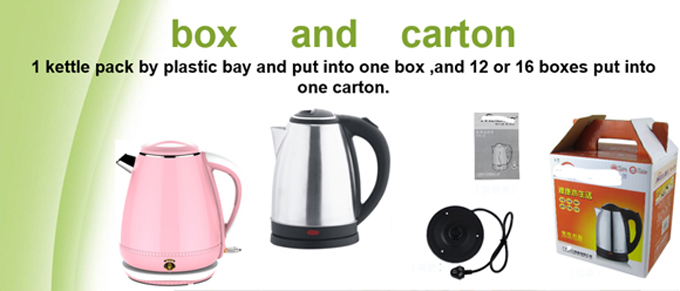 box and carton
1 kettle pack by plastic bay and put into one box ,and 12 or 16 boxes put into
one carton.